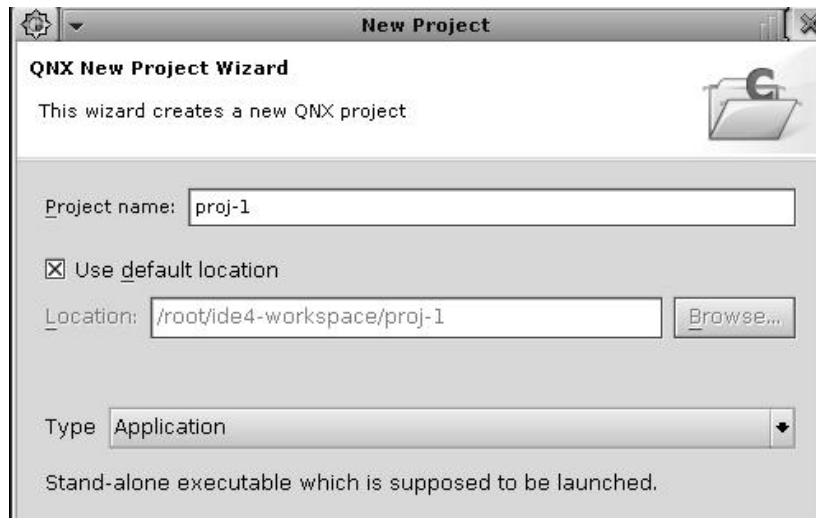 New Project
QNX New Project Wizard
This wizard creates a new QNX project
C
Project name: proj-1
Use default location
Location: /root/ide4-workspace/proj-1 Browse...
Type Application
Stand-alone executable which is supposed to be launched.